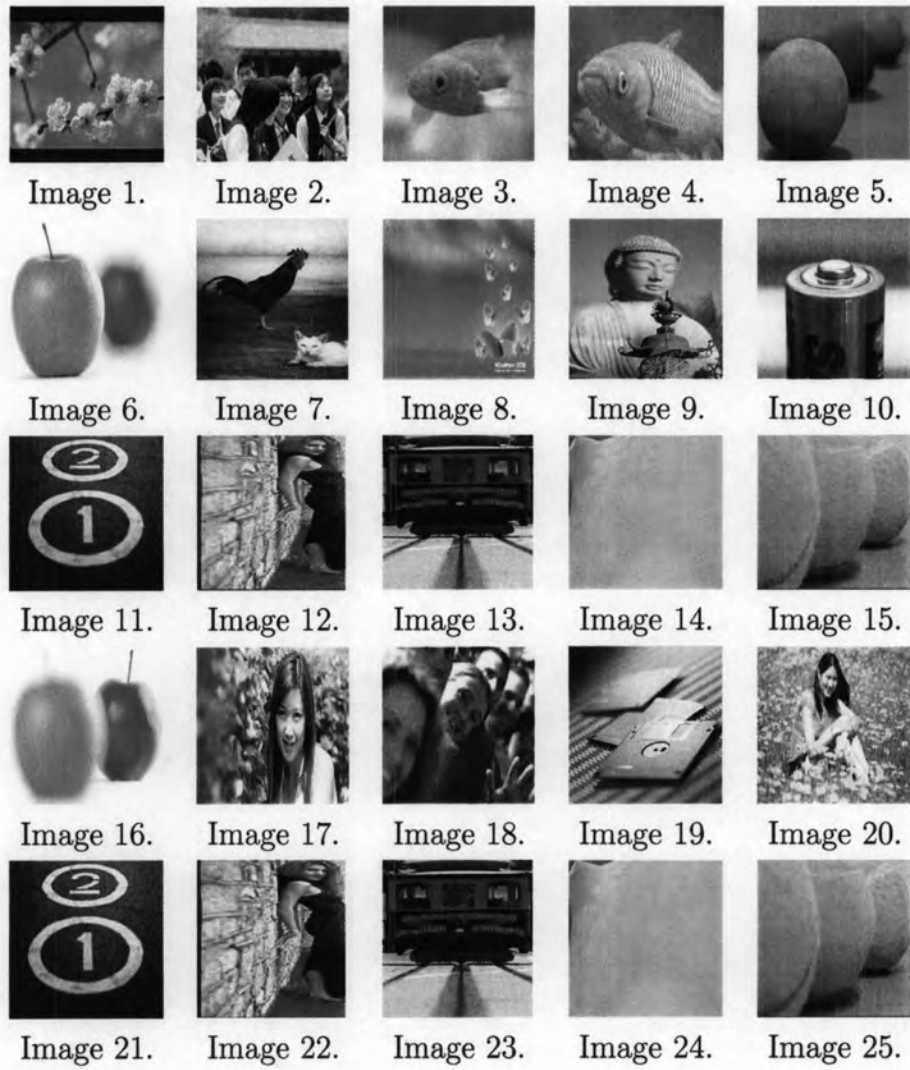 Image 1. Image 2. Image 3. Image 4. Image 5.
Image 6. Image 7. Image 8. Image 9. Image 10.
2
1
Image 11. Image 12. Image 13. Image 14. Image 15.
Image 16. Image 17. Image 18. Image 19. Image 20.
2
1
Image 21. Image 22. Image 23. Image 24. Image 25.